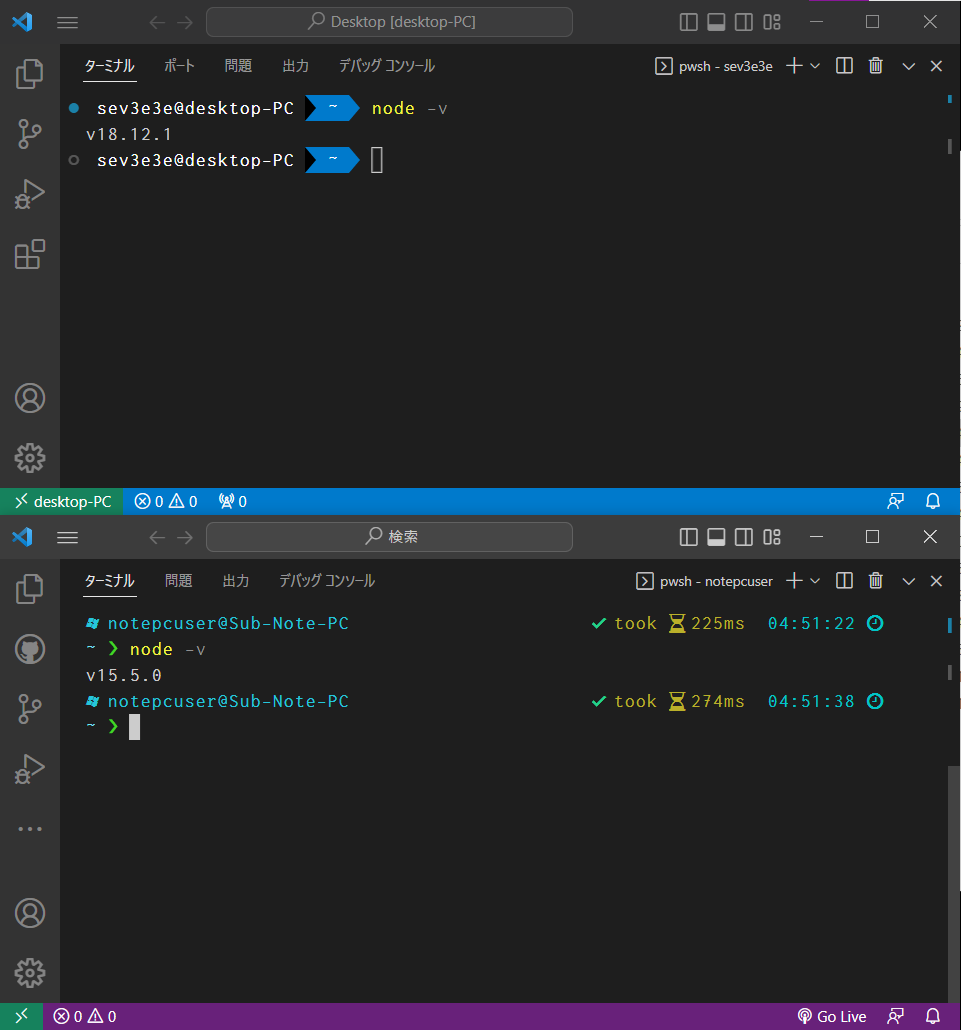 Desktop [desktop-PC]
ターミナル ポート 問題 出力 デバッグ コンソール pwsh - sev3e3e
sev3e3e@desktop-PC ~ node -v
v18.12.1
sev3e3e@desktop-PC ~
desktop-PC 0 0 0
検索
ターミナル 問題 出力 デバッグ コンソール pwsh - notepcuser
notepcuser@Sub-Note-PC took 225ms 04:51:22
~ ❯ node -v
v15.5.0
notepcuser@Sub-Note-PC took 274ms 04:51:38
~ ❯
0 0 Go Live